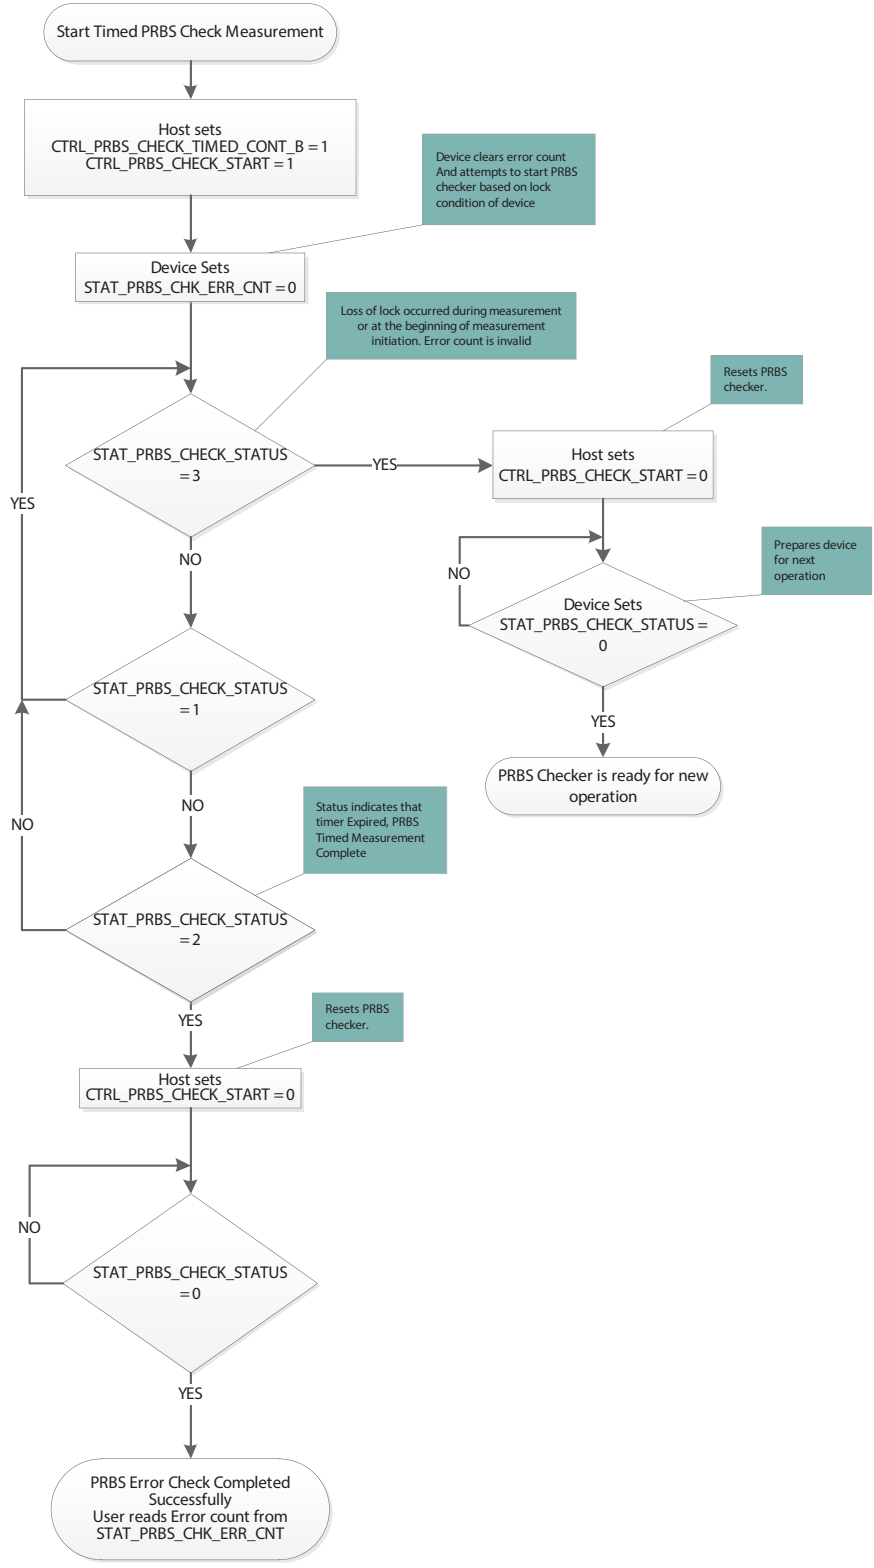 Start Timed PRBS Check Measurement
Host sets
CTRL_PRBS_CHECK_TIMED_CONT_B = 1
CTRL_PRBS_CHECK_START = 1
Device clears error count
And attempts to start PRBS
checker based on lock
condition of device
Device Sets
STAT_PRBS_CHK_ERR_CNT = 0
Loss of lock occurred during measurement
or at the beginning of measurement
initiation. Error count is invalid
Resets PRBS
checker.
STAT_PRBS_CHECK_STATUS
= 3
YES
Host sets
CTRL_PRBS_CHECK_START = 0
YES
NO
Prepares device
for next
operation
NO
Device Sets
STAT_PRBS_CHECK_STATUS =
0
STAT_PRBS_CHECK_STATUS
= 1
YES
PRBS Checker is ready for new
operation
NO
Status indicates that
timer Expired, PRBS
Timed Measurement
Complete
NO
STAT_PRBS_CHECK_STATUS
= 2
YES
Resets PRBS
checker.
Host sets
CTRL_PRBS_CHECK_START = 0
NO
STAT_PRBS_CHECK_STATUS
= 0
YES
PRBS Error Check Completed
Successfully
User reads Error count from
STAT_PRBS_CHK_ERR_CNT